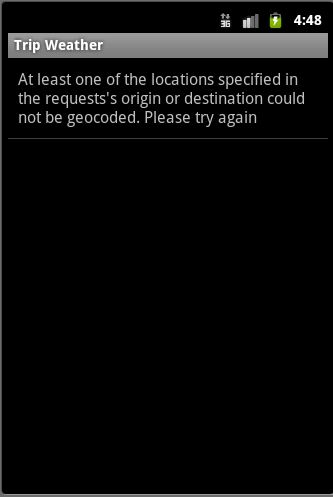 3G 4:48
Trip Weather
At least one of the locations specified in
the requests's origin or destination could
not be geocoded. Please try again